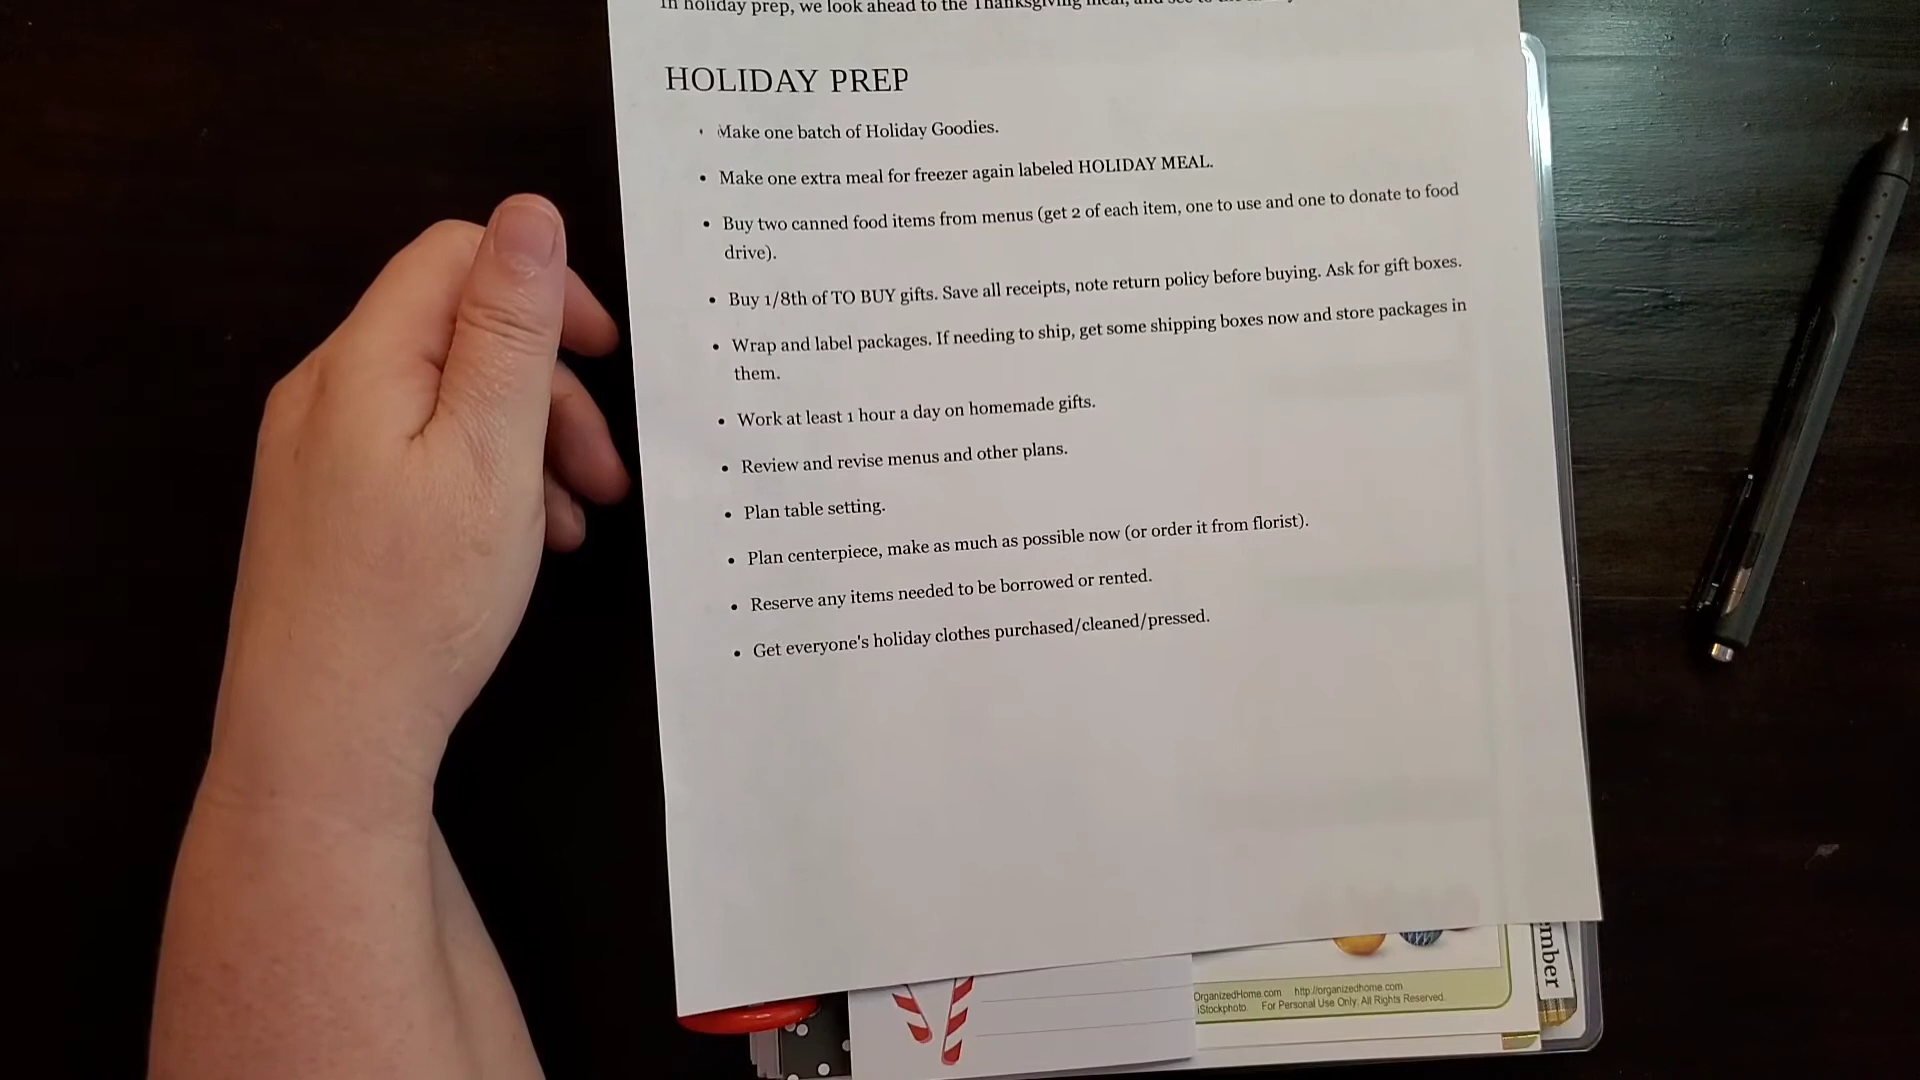 In holiday prep, we look ahead to the Thanksgiving meal, and see to the
HOLIDAY PREP
• Make one batch of Holiday Goodies.
• Make one extra meal for freezer again labeled HOLIDAY MEAL.
• Buy two canned food items from menus (get 2 of each item, one to use and one to donate to food
drive).
• Buy 1/8th of TO BUY gifts. Save all receipts, note return policy before buying. Ask for gift boxes.
• Wrap and label packages. If needing to ship, get some shipping boxes now and store packages in
them.
• Work at least 1 hour a day on homemade gifts.
• Review and revise menus and other plans.
• Plan table setting.
• Plan centerpiece, make as much as possible now (or order it from florist).
• Reserve any items needed to be borrowed or rented.
• Get everyone's holiday clothes purchased/cleaned/pressed.
mber
OrganizedHome.com http://organizedhome.com
iStockphoto For Personal Use Only. All Rights Reserved.